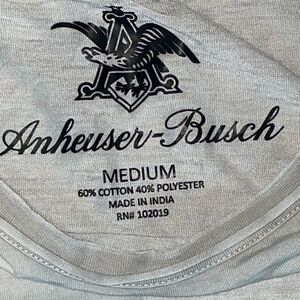 Anheuser-Busch
MEDIUM
60% COTTON 40% POLYESTER
MADE IN INDIA
RN# 102019